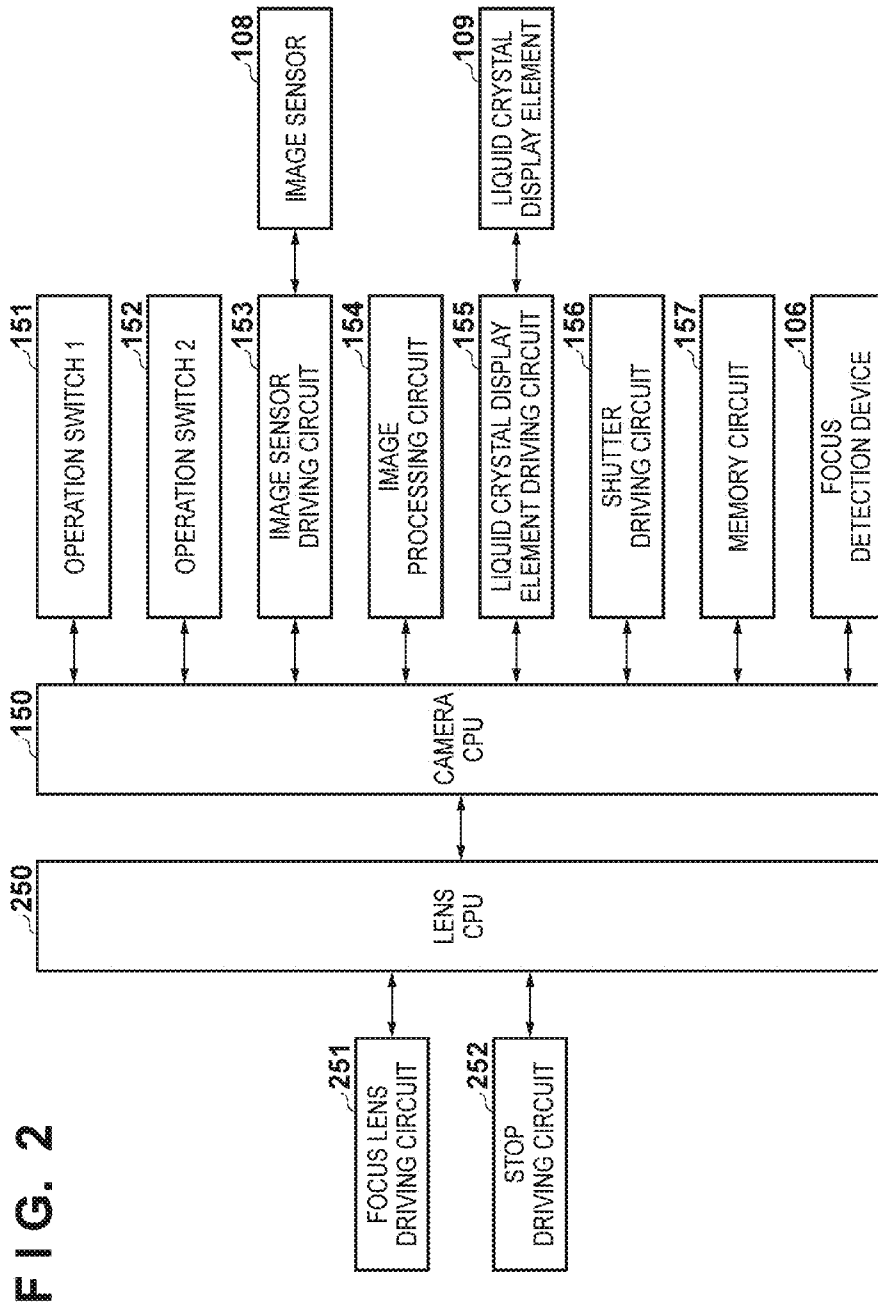 FIG. 2
251
FOCUS LENS
DRIVING CIRCUIT
252
STOP
DRIVING CIRCUIT
250
LENS
CPU
150
CAMERA
CPU
151
OPERATION SWITCH 1
152
OPERATION SWITCH 2
153
IMAGE SENSOR
DRIVING CIRCUIT
154
IMAGE
PROCESSING CIRCUIT
155
LIQUID CRYSTAL DISPLAY
ELEMENT DRIVING CIRCUIT
156
SHUTTER
DRIVING CIRCUIT
157
MEMORY CIRCUIT
106
FOCUS
DETECTION DEVICE
108
IMAGE SENSOR
109
LIQUID CRYSTAL
DISPLAY ELEMENT